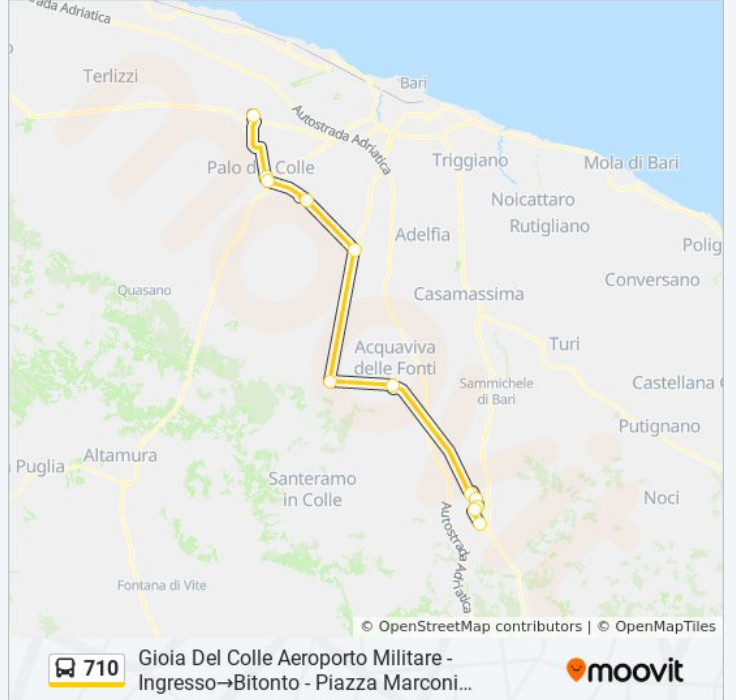 rada Adriatica
Terlizzi
Bari
Autostrada Adriatica
Palo del Colle
Triggiano
Mola di Bari
Noicattaro
Rutigliano
Adelfia
Polig
Conversano
Quasano
Casamassima
Acquaviva
delle Fonti
Turi
Sammichele
di Bari
Castellana G
Putignano
Altamura
n Puglia
Santeramo
in Colle
Noci
Autostrada Adriatica
Fontana di Vite
© OpenStreetMap contributors | © OpenMapTiles
710
Gioia Del Colle Aeroporto Militare -
Ingresso→Bitonto - Piazza Marconi...
moovit